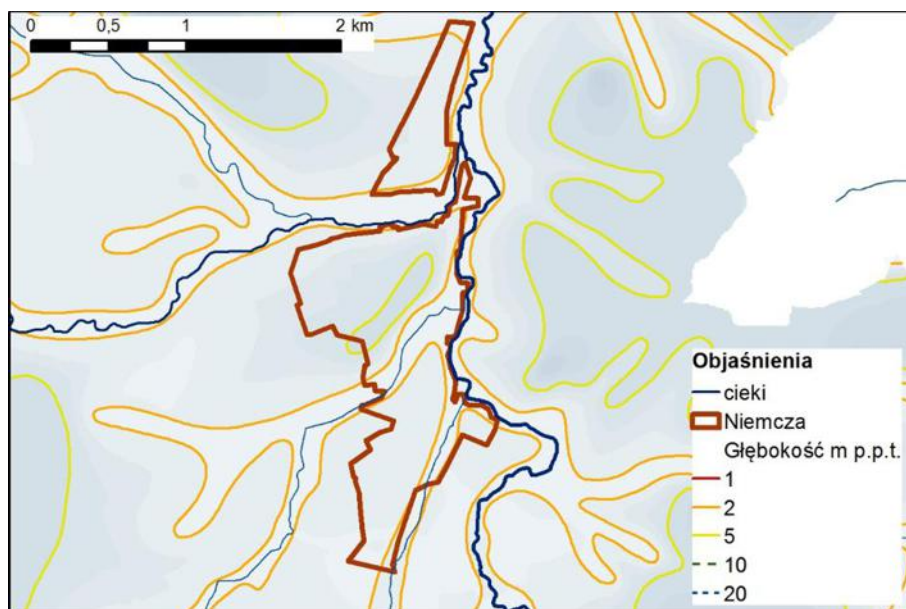 0 0,5 1 2 km
Objaśnienia
cieki
Niemcza
Głębokość m p.p.t.
1
2
5
10
20